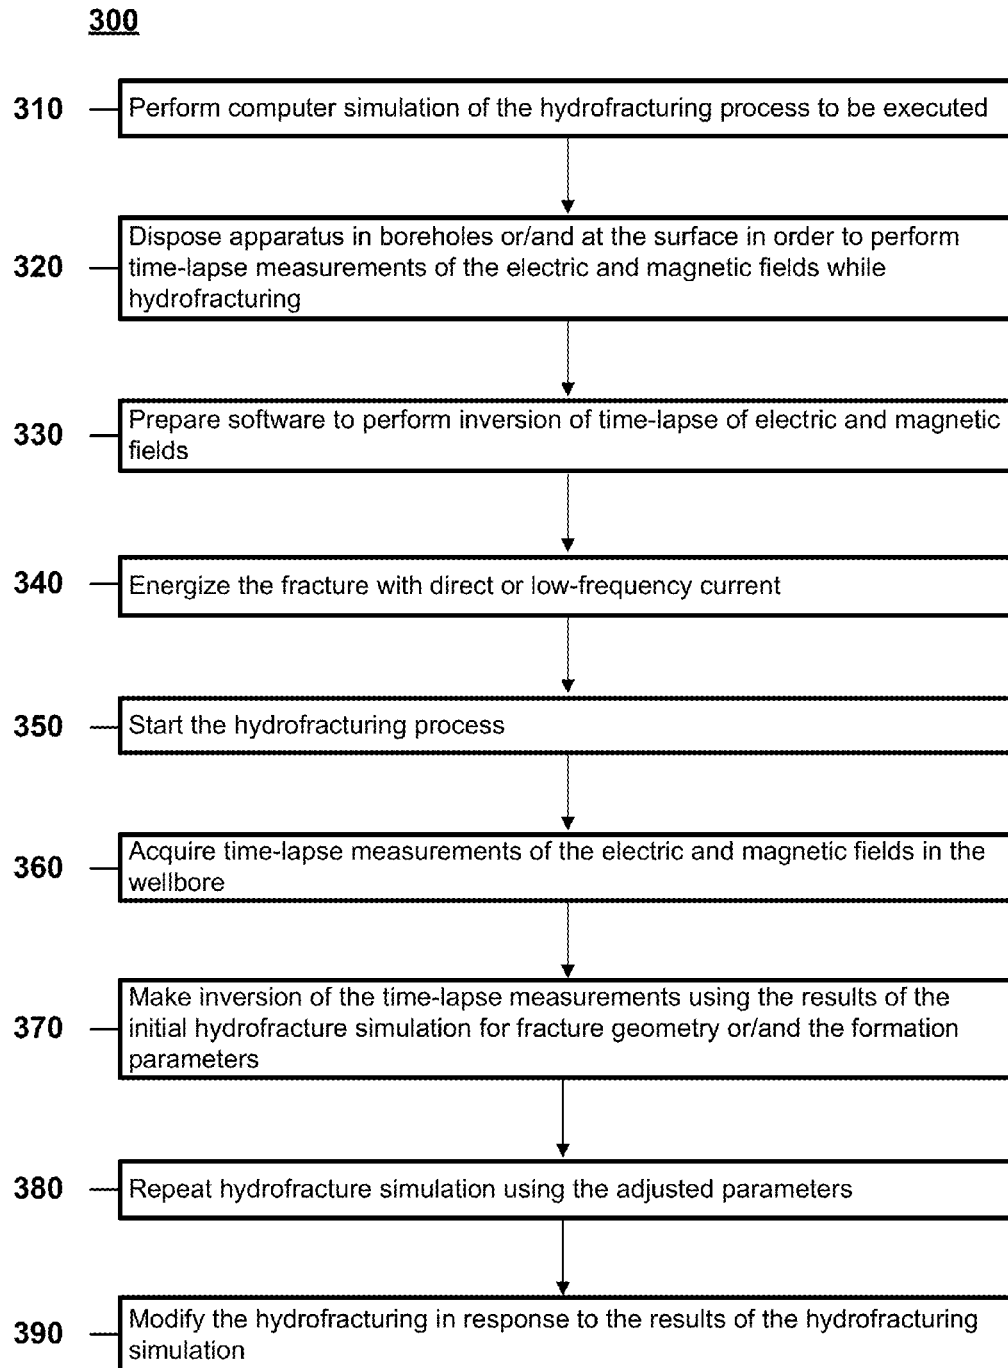 300
310
Perform computer simulation of the hydrofracturing process to be executed
320
Dispose apparatus in boreholes or/and at the surface in order to perform
time-lapse measurements of the electric and magnetic fields while
hydrofracturing
330
Prepare software to perform inversion of time-lapse of electric and magnetic
fields
340
Energize the fracture with direct or low-frequency current
350
Start the hydrofracturing process
360
Acquire time-lapse measurements of the electric and magnetic fields in the
wellbore
370
Make inversion of the time-lapse measurements using the results of the
initial hydrofracture simulation for fracture geometry or/and the formation
parameters
380
Repeat hydrofracture simulation using the adjusted parameters
390
Modify the hydrofracturing in response to the results of the hydrofracturing
simulation